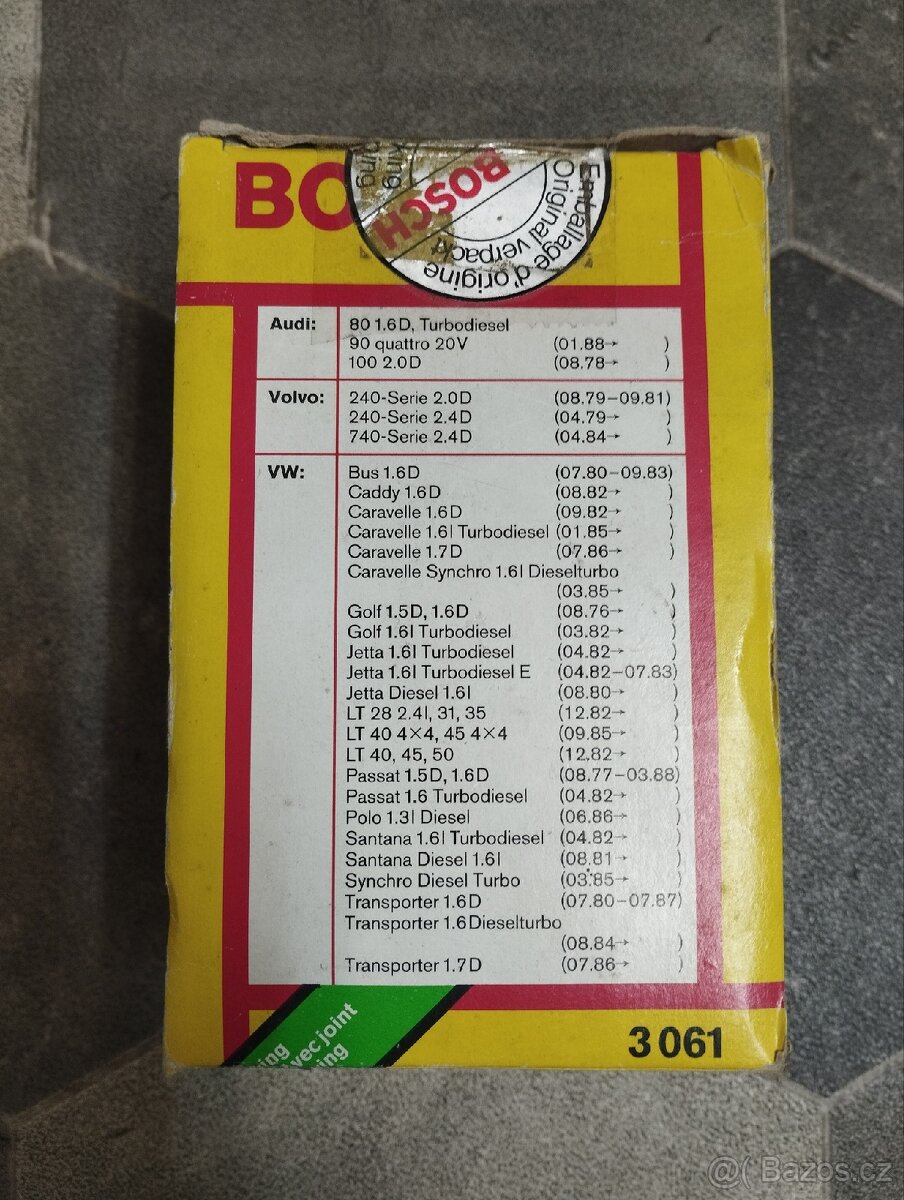 BO
king
ping
BOSCH
Emballage d'origine
Original verpackt
Audi: 80 1.6D, Turbodiesel
90 quattro 20V (01.88→ )
100 2.0D (08.78→ )
Volvo: 240-Serie 2.0D (08.79–09.81)
240-Serie 2.4D (04.79→ )
740-Serie 2.4D (04.84→ )
VW: Bus 1.6D (07.80–09.83)
Caddy 1.6D (08.82→ )
Caravelle 1.6D (09.82→ )
Caravelle 1.6l Turbodiesel (01.85→ )
Caravelle 1.7D (07.86→ )
Caravelle Synchro 1.6l Dieselturbo
(03.85→ )
Golf 1.5D, 1.6D (08.76→ )
Golf 1.6l Turbodiesel (03.82→ )
Jetta 1.6l Turbodiesel (04.82→ )
Jetta 1.6l Turbodiesel E (04.82–07.83)
Jetta Diesel 1.6l (08.80→ )
LT 28 2.4l, 31, 35 (12.82→ )
LT 40 4×4, 45 4×4 (09.85→ )
LT 40, 45, 50 (12.82→ )
Passat 1.5D, 1.6D (08.77–03.88)
Passat 1.6 Turbodiesel (04.82→ )
Polo 1.3l Diesel (06.86→ )
Santana 1.6l Turbodiesel (04.82→ )
Santana Diesel 1.6l (08.81→ )
Synchro Diesel Turbo (03.85→ )
Transporter 1.6D (07.80–07.87)
Transporter 1.6Dieselturbo
(08.84→ )
Transporter 1.7D (07.86→ )
ing
vec joint
ing
3 061
@( Bazos.cz